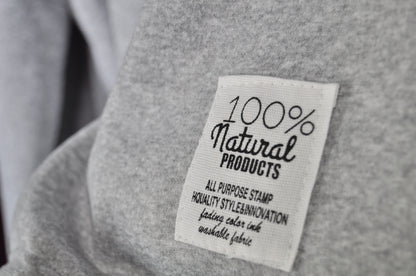 100%
Natural
PRODUCTS
ALL PURPOSE STAMP
HQUALITY STYLE&INNOVATION
fading color ink
washable fabric